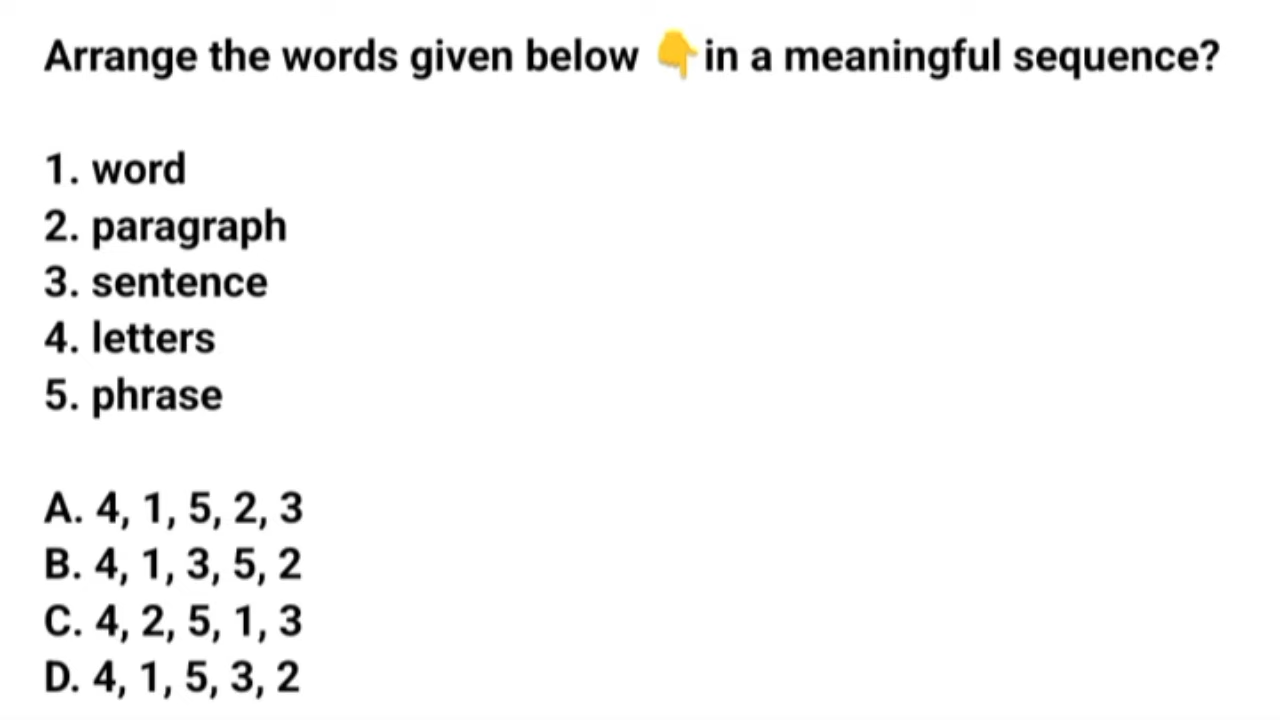 Arrange the words given below 👇in a meaningful sequence?
1. word
2. paragraph
3. sentence
4. letters
5. phrase
A. 4, 1, 5, 2, 3
B. 4, 1, 3, 5, 2
C. 4, 2, 5, 1, 3
D. 4, 1, 5, 3, 2